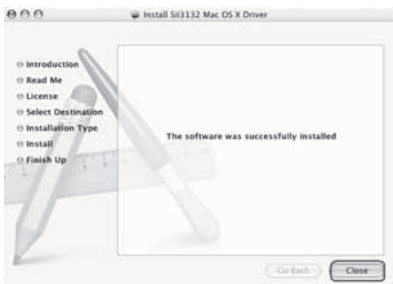 Install SiI3132 Mac OS X Driver
Introduction
Read Me
License
Select Destination
Installation Type
Install
Finish Up
The software was successfully installed
Go Back
Close